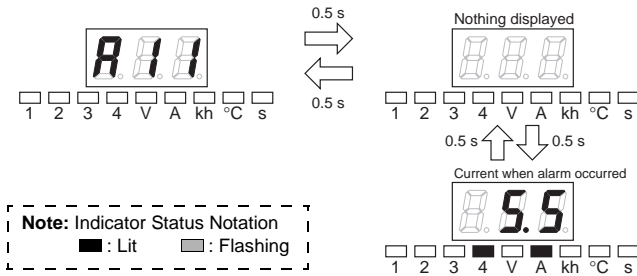 0.5 s
Nothing displayed
A11
0.5 s
1 2 3 4 V A kh °C s
1 2 3 4 V A kh °C s
0.5 s
0.5 s
Current when alarm occurred
5.5
Note: Indicator Status Notation
: Lit : Flashing
1 2 3 4 V A kh °C s